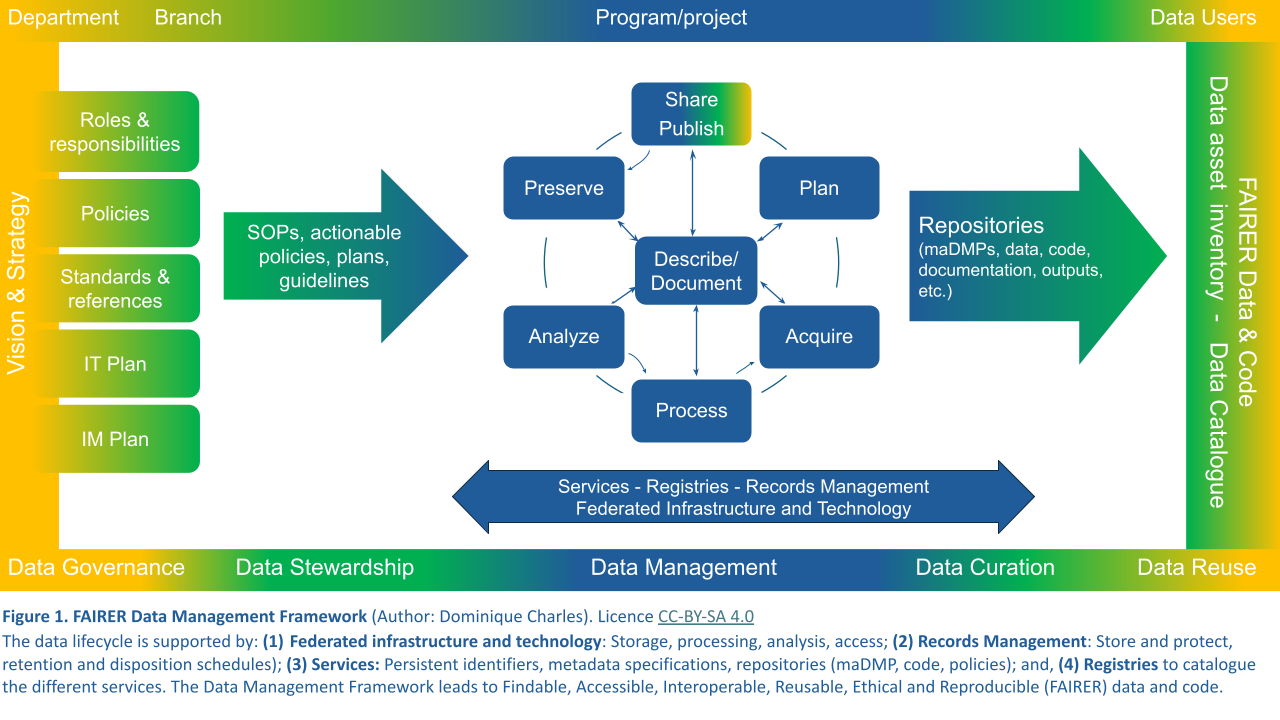 Department
Branch
Program/project
Data Users
Vision & Strategy
Roles &
responsibilities
Policies
Standards &
references
IT Plan
IM Plan
SOPs, actionable
policies, plans,
guidelines
Share
Publish
Preserve
Plan
Describe/
Document
Analyze
Acquire
Process
Repositories
(maDMPs, data, code,
documentation, outputs,
etc.)
FAIRER Data & Code
Data asset inventory - Data Catalogue
Services - Registries - Records Management
Federated Infrastructure and Technology
Data Governance
Data Stewardship
Data Management
Data Curation
Data Reuse
Figure 1. FAIRER Data Management Framework (Author: Dominique Charles). Licence CC-BY-SA 4.0
The data lifecycle is supported by: (1) Federated infrastructure and technology: Storage, processing, analysis, access; (2) Records Management: Store and protect,
retention and disposition schedules); (3) Services: Persistent identifiers, metadata specifications, repositories (maDMP, code, policies); and, (4) Registries to catalogue
the different services. The Data Management Framework leads to Findable, Accessible, Interoperable, Reusable, Ethical and Reproducible (FAIRER) data and code.